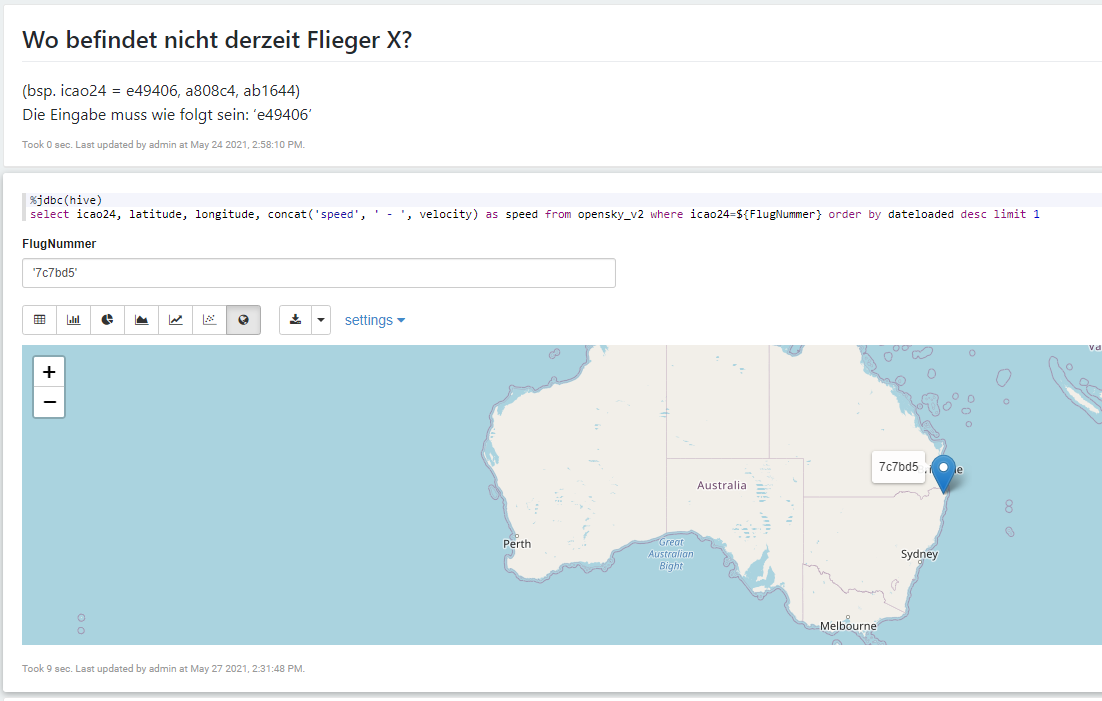 Wo befindet nicht derzeit Flieger X?
(bsp. icao24 = e49406, a808c4, ab1644)
Die Eingabe muss wie folgt sein: ‘e49406’
Took 0 sec. Last updated by admin at May 24 2021, 2:58:10 PM.
%jdbc(hive)
select icao24, latitude, longitude, concat('speed', ' - ', velocity) as speed from opensky_v2 where icao24=${FlugNummer} order by dateloaded desc limit 1
FlugNummer
'7c7bd5'
settings
+
−
Va
7c7bd5
Australia
Perth
Great
Australian
Bight
Sydney
Melbourne
Took 9 sec. Last updated by admin at May 27 2021, 2:31:48 PM.